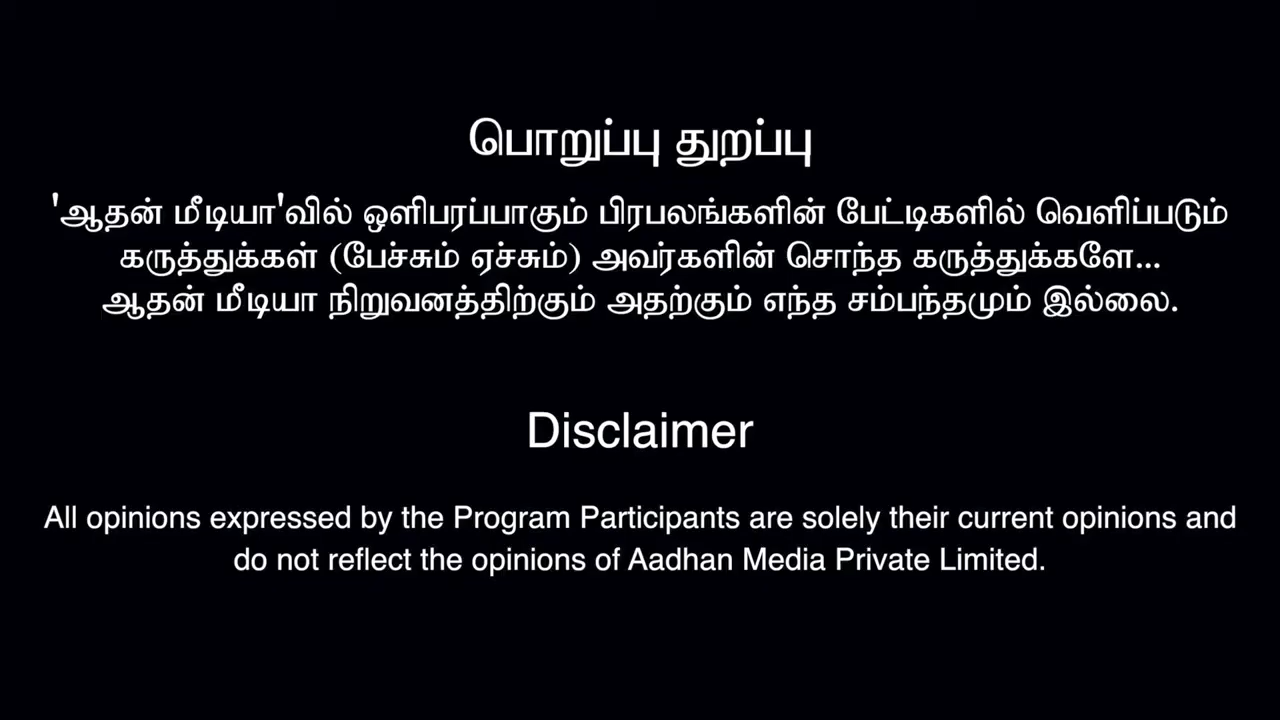 பொறுப்பு துறப்பு
'ஆதன் மீடியா'வில் ஒளிபரப்பாகும் பிரபலங்களின் பேட்டிகளில் வெளிப்படும்
கருத்துக்கள் (பேச்சும் ஏச்சும்) அவர்களின் சொந்த கருத்துக்களே...
ஆதன் மீடியா நிறுவனத்திற்கும் அதற்கும் எந்த சம்பந்தமும் இல்லை.
Disclaimer
All opinions expressed by the Program Participants are solely their current opinions and
do not reflect the opinions of Aadhan Media Private Limited.